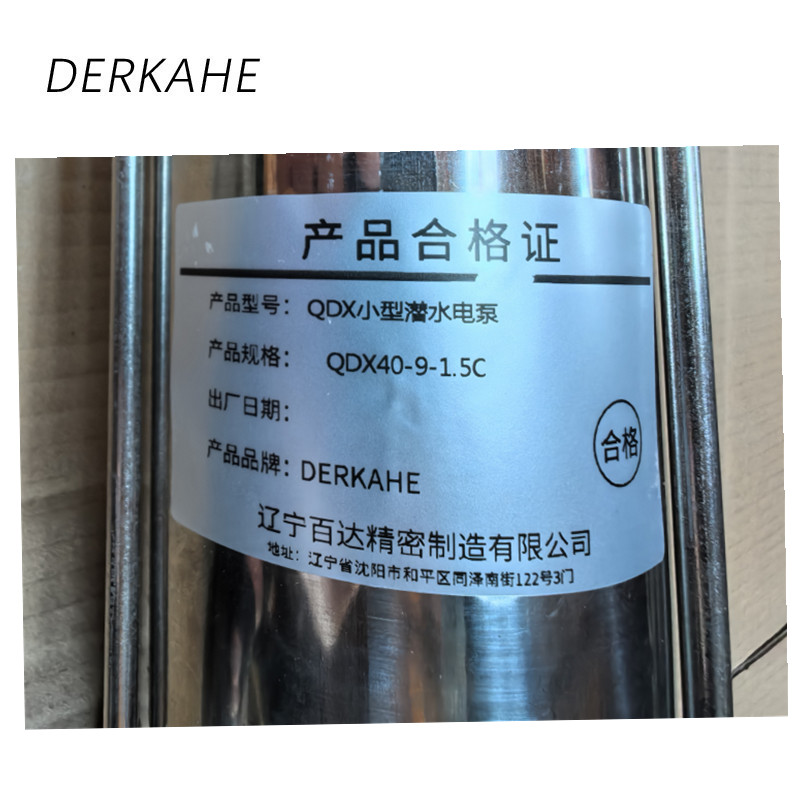 DERKAHE
产品合格证
产品型号： QDX小型潜水电泵
产品规格： QDX40-9-1.5C
出厂日期：
合格
产品品牌：DERKAHE
辽宁百达精密制造有限公司
地址：辽宁省沈阳市和平区同泽南街122号3门